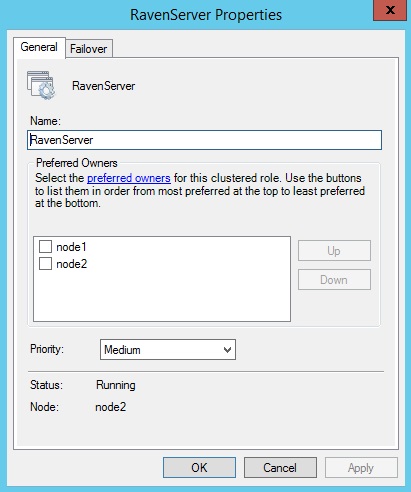 RavenServer Properties
x
General Failover
RavenServer
Name:
RavenServer
Preferred Owners
Select the preferred owners for this clustered role. Use the buttons
to list them in order from most preferred at the top to least preferred
at the bottom.
node1
node2
Up
Down
Priority: Medium
Status: Running
Node: node2
OK Cancel Apply